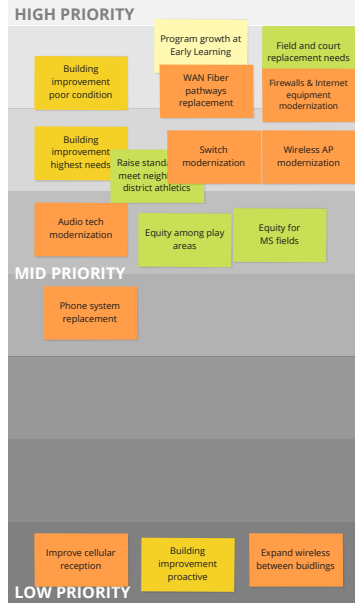 HIGH PRIORITY
Program growth at
Early Learning
Field and court
replacement needs
Building
improvement
poor condition
WAN Fiber
pathways
replacement
Firewalls & Internet
equipment
modernization
Building
improvement
highest needs
Raise standa
meet neigh
district athletics
Switch
modernization
Wireless AP
modernization
Audio tech
modernization
Equity among play
areas
Equity for
MS fields
MID PRIORITY
Phone system
replacement
Improve cellular
reception
Building
improvement
proactive
Expand wireless
between buidlings
LOW PRIORITY